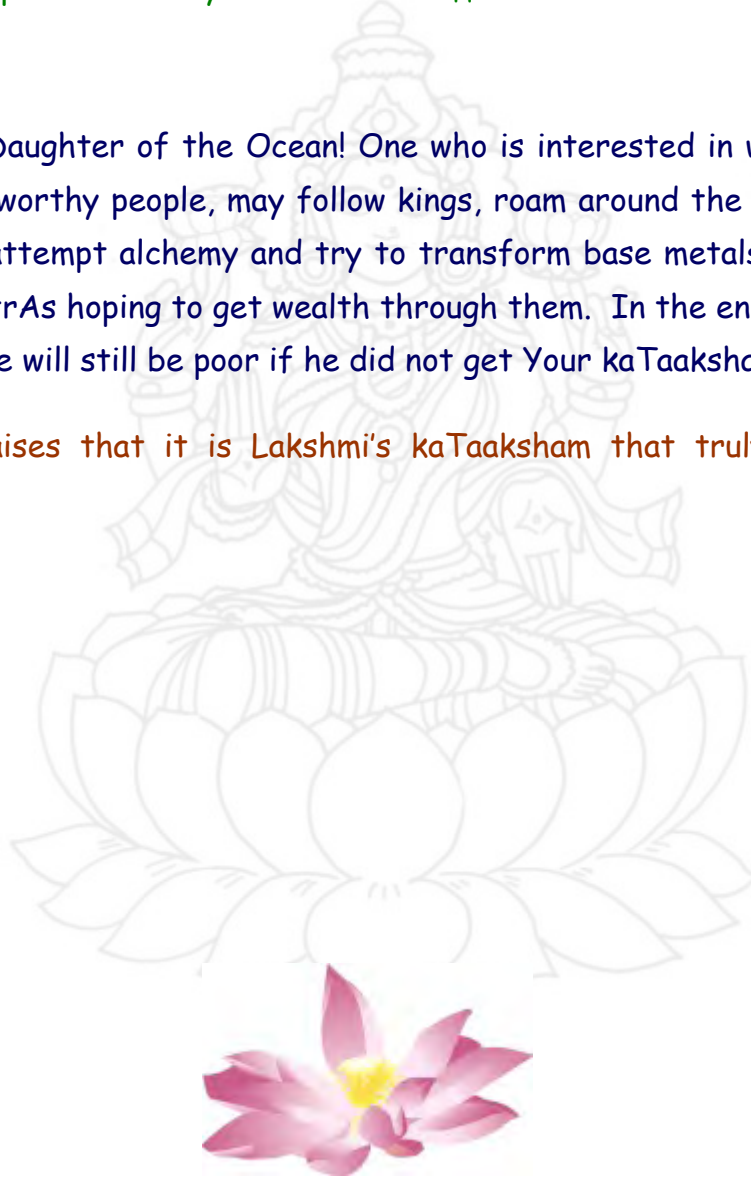 Daughter of the Ocean! One who is interested in
worthy people, may follow kings, roam around the
attempt alchemy and try to transform base metals
rAs hoping to get wealth through them. In the en
e will still be poor if he did not get Your kaTaaksha
ises that it is Lakshmi's kaTaaksham that trul